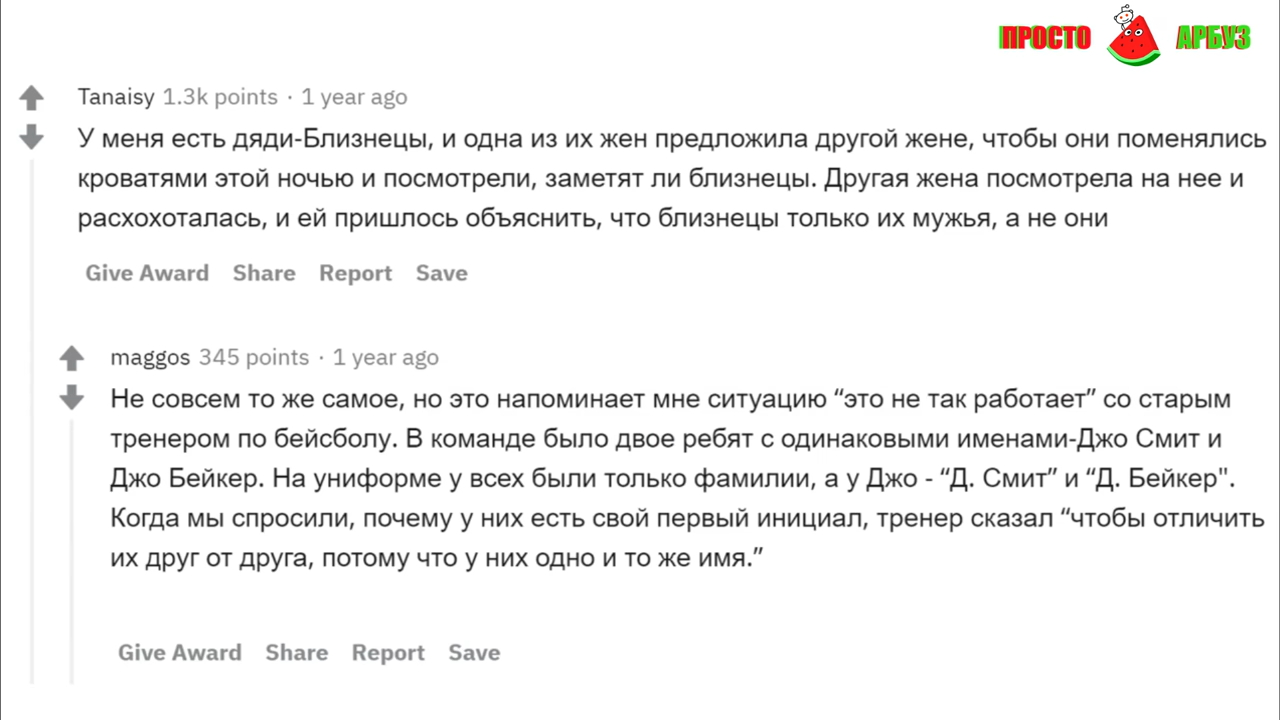 ПРОСТО АРБУЗ
Tanaisy 1.3k points · 1 year ago
У меня есть дяди-Близнецы, и одна из их жен предложила другой жене, чтобы они поменялись
кроватями этой ночью и посмотрели, заметят ли близнецы. Другая жена посмотрела на нее и
расхохоталась, и ей пришлось объяснить, что близнецы только их мужья, а не они
Give Award Share Report Save
maggos 345 points · 1 year ago
Не совсем то же самое, но это напоминает мне ситуацию “это не так работает” со старым
тренером по бейсболу. В команде было двое ребят с одинаковыми именами-Джо Смит и
Джо Бейкер. На униформе у всех были только фамилии, а у Джо - “Д. Смит” и “Д. Бейкер".
Когда мы спросили, почему у них есть свой первый инициал, тренер сказал “чтобы отличить
их друг от друга, потому что у них одно и то же имя.”
Give Award Share Report Save